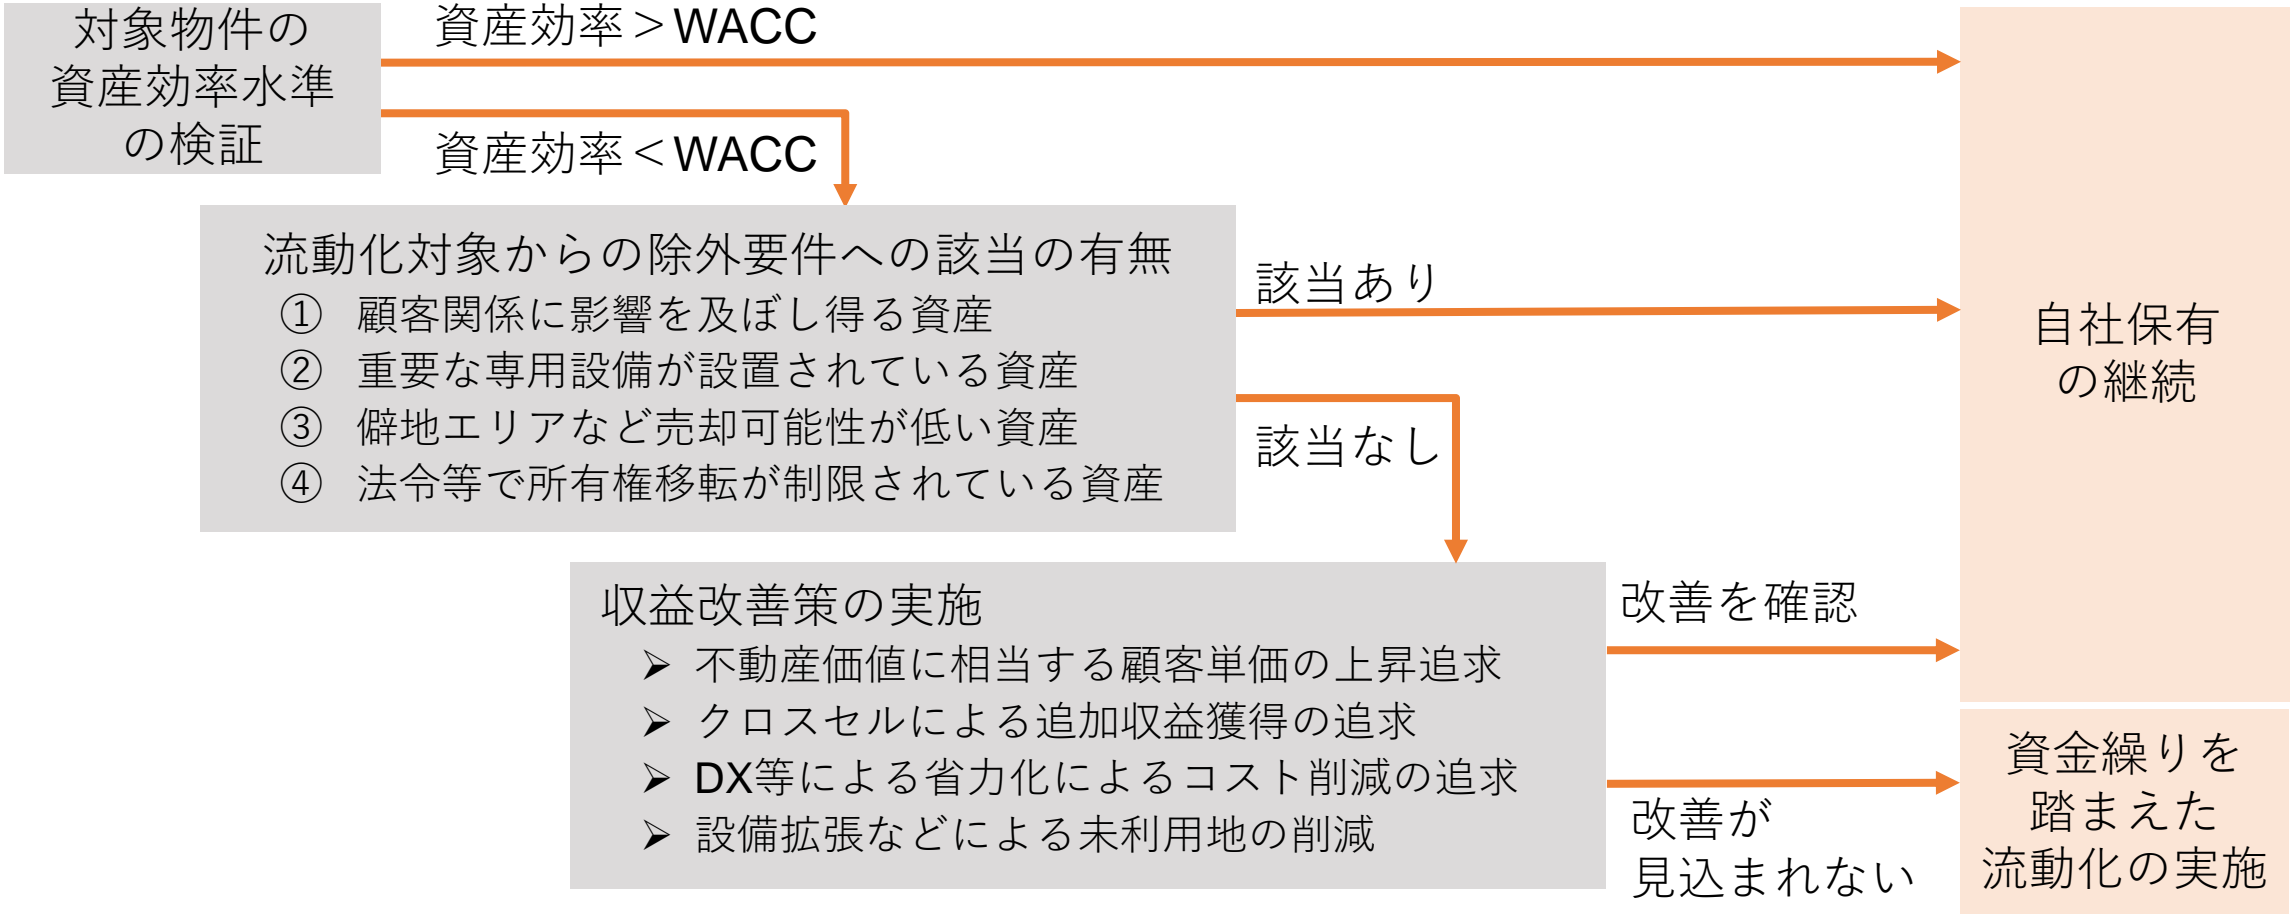 対象物件の
資産効率水準
の検証
資産効率＞WACC
資産効率＜WACC
流動化対象からの除外要件への該当の有無
① 顧客関係に影響を及ぼし得る資産
② 重要な専用設備が設置されている資産
③ 僻地エリアなど売却可能性が低い資産
④ 法令等で所有権移転が制限されている資産
該当あり
該当なし
収益改善策の実施
➢ 不動産価値に相当する顧客単価の上昇追求
➢ クロスセルによる追加収益獲得の追求
➢ DX等による省力化によるコスト削減の追求
➢ 設備拡張などによる未利用地の削減
改善を確認
改善が
見込まれない
自社保有
の継続
資金繰りを
踏まえた
流動化の実施